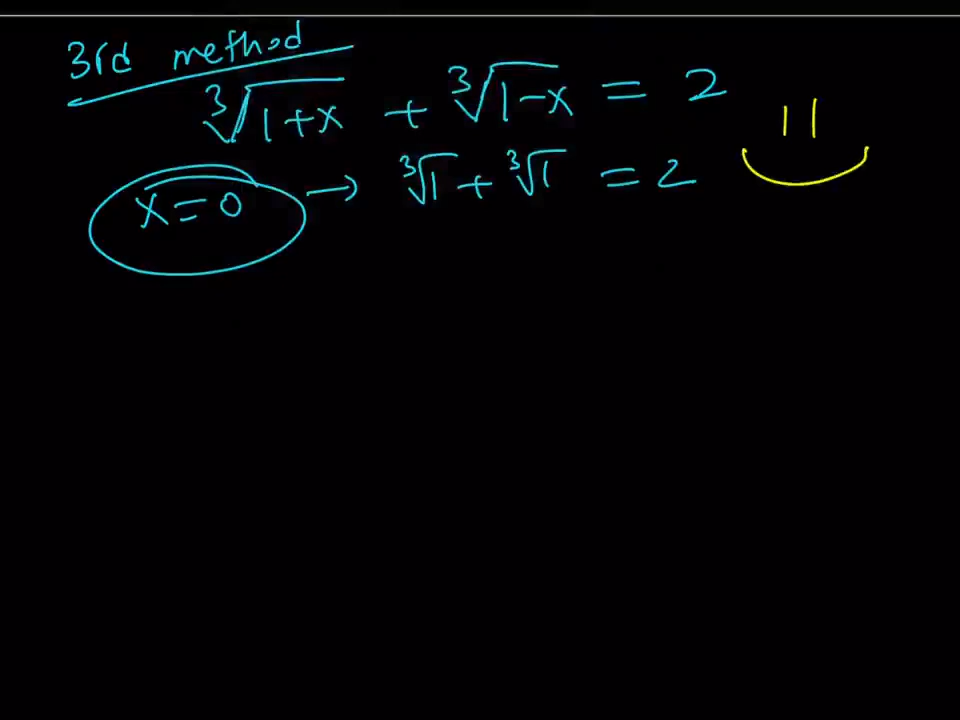 3rd method
∛1+x + ∛1-x = 2
x=0 → ∛1 + ∛1 = 2